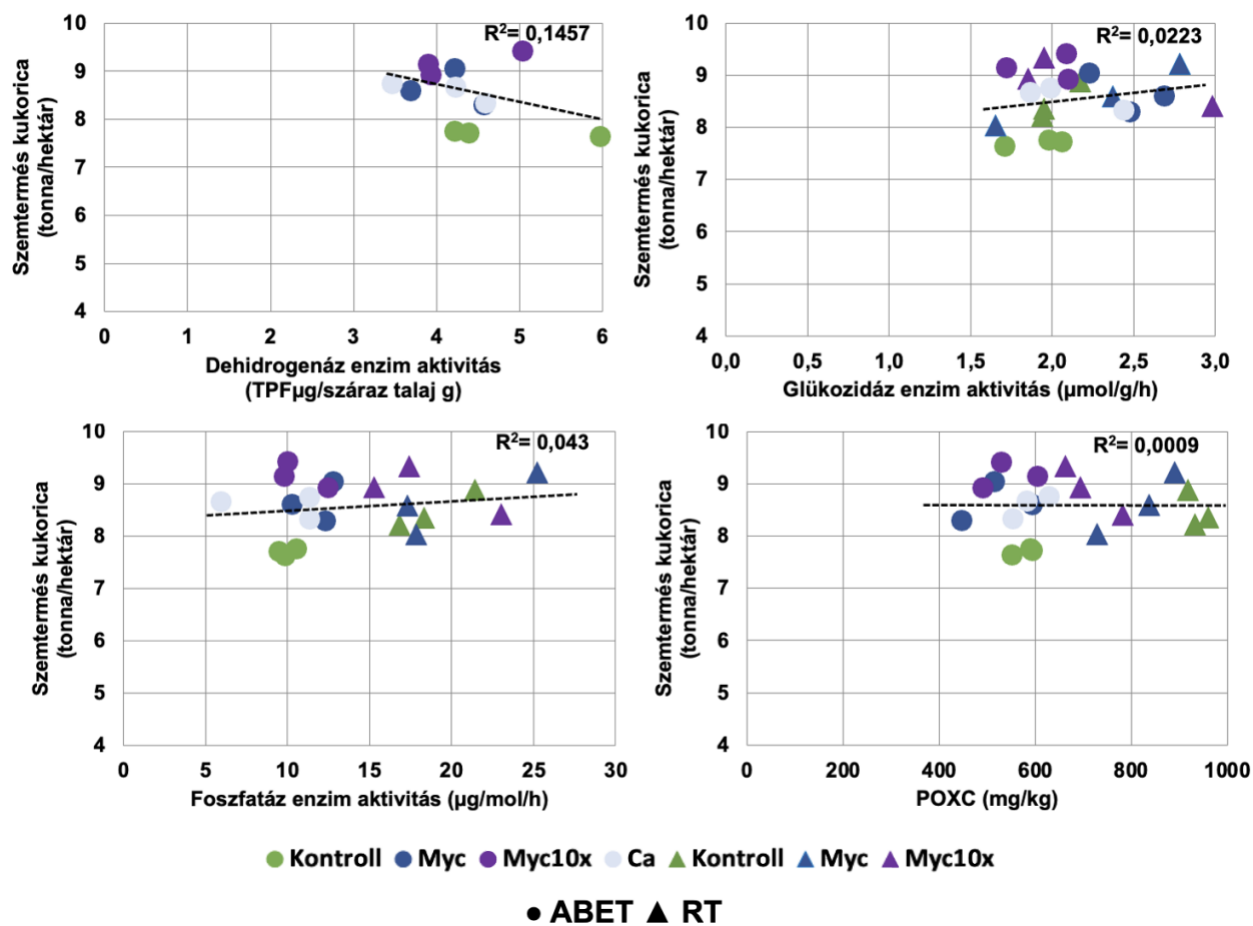 R²= 0,1457
10
9
8
7
6
5
4
0 1 2 3 4 5 6
Szemtermés kukorica
(tonna/hektár)
Dehidrogenáz enzim aktivitás
(TPFµg/száraz talaj g)
R²= 0,0223
10
9
8
7
6
5
4
0,0 0,5 1,0 1,5 2,0 2,5 3,0
Szemtermés kukorica
(tonna/hektár)
Glükozidáz enzim aktivitás (µmol/g/h)
R²= 0,043
10
9
8
7
6
5
4
0 5 10 15 20 25 30
Szemtermés kukorica
(tonna/hektár)
Foszfatáz enzim aktivitás (µg/mol/h)
R²= 0,0009
10
9
8
7
6
5
4
0 200 400 600 800 1000
Szemtermés kukorica
(tonna/hektár)
POXC (mg/kg)
Kontroll Myc Myc10x Ca Kontroll Myc Myc10x
● ABET ▲ RT